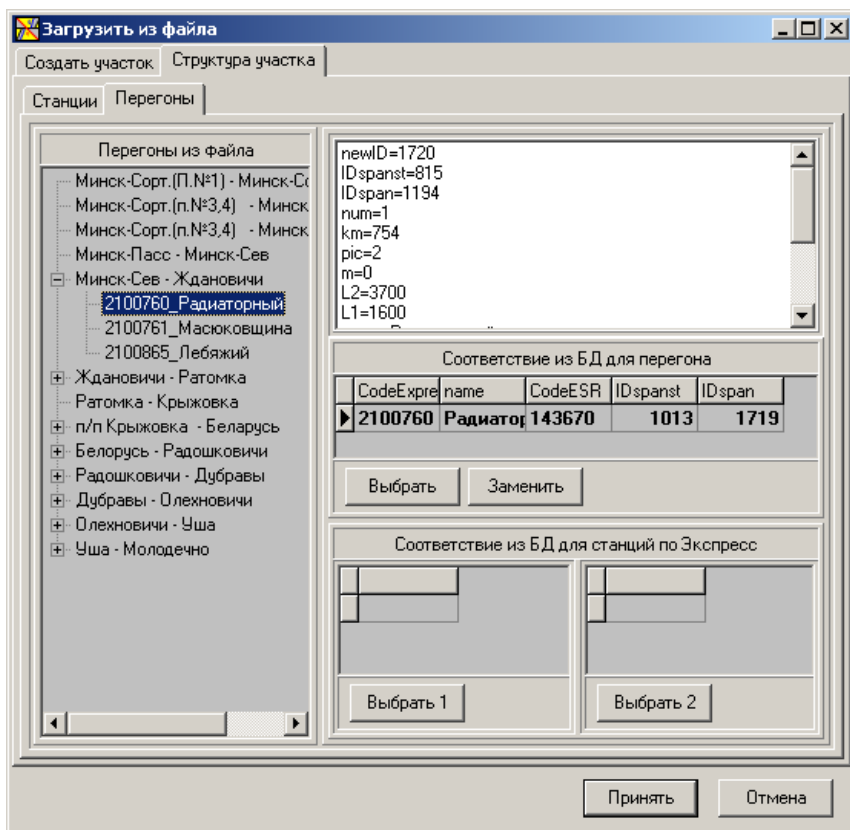 Загрузить из файла
Создать участок Структура участка
Станции Перегоны
Перегоны из файла
Минск-Сорт.(П.№1) - Минск-Со
Минск-Сорт.(п.№3,4) - Минск
Минск-Сорт.(п.№3,4) - Минск
Минск-Пасс - Минск-Сев
Минск-Сев - Ждановичи
2100760_Радиаторный
2100761_Масюковщина
2100865_Лебяжий
Ждановичи - Ратомка
Ратомка - Крыжовка
п/п Крыжовка - Беларусь
Белорусь - Радошковичи
Радошковичи - Дубравы
Дубравы - Олехновичи
Олехновичи - Уша
Уша - Молодечно
newID=1720
IDspanst=815
IDspan=1194
num=1
km=754
pic=2
m=0
L2=3700
L1=1600
Соответствие из БД для перегона
CodeExpre name CodeESR IDspanst IDspan
2100760 Радиатор 143670 1013 1719
Выбрать Заменить
Соответствие из БД для станций по Экспресс
Выбрать 1 Выбрать 2
Принять Отмена